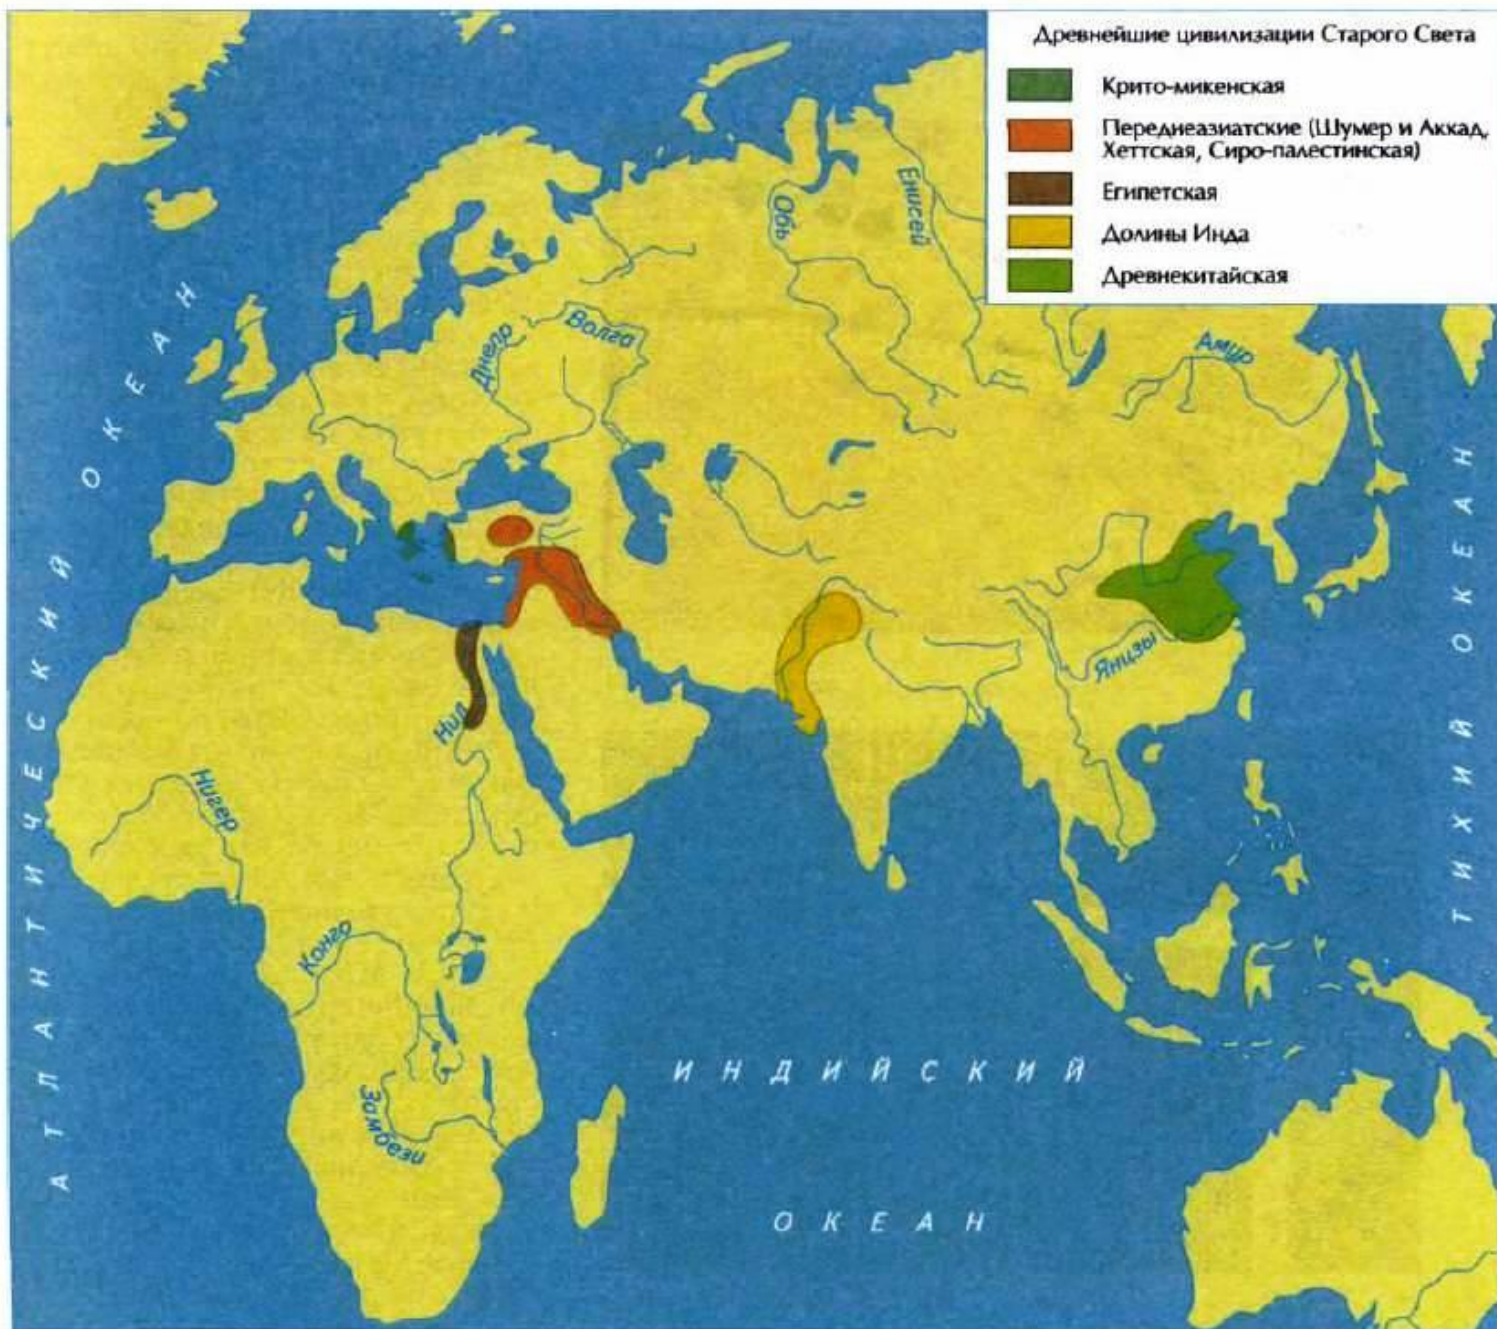 Древнейшие цивилизации Старого Света
Крито-микенская
Переднеазиатские (Шумер и Аккад,
Хеттская, Сиро-палестинская)
Египетская
Долины Инда
Древнекитайская
Обь
Енисей
Волга
Днепр
Амур
АТЛАНТИЧЕСКИЙ ОКЕАН
ТИХИЙ ОКЕАН
Янцзы
Нил
Нигер
Конго
Замбези
ИНДИЙСКИЙ
ОКЕАН